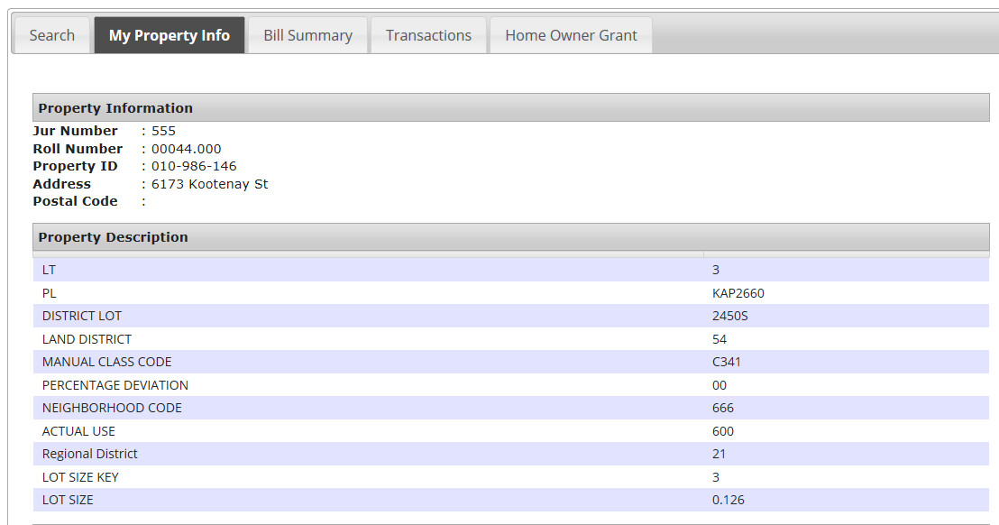 Search My Property Info Bill Summary Transactions Home Owner Grant
Property Information
Jur Number : 555
Roll Number : 00044.000
Property ID : 010-986-146
Address : 6173 Kootenay St
Postal Code :
Property Description
LT 3
PL KAP2660
DISTRICT LOT 2450S
LAND DISTRICT 54
MANUAL CLASS CODE C341
PERCENTAGE DEVIATION 00
NEIGHBORHOOD CODE 666
ACTUAL USE 600
Regional District 21
LOT SIZE KEY 3
LOT SIZE 0.126